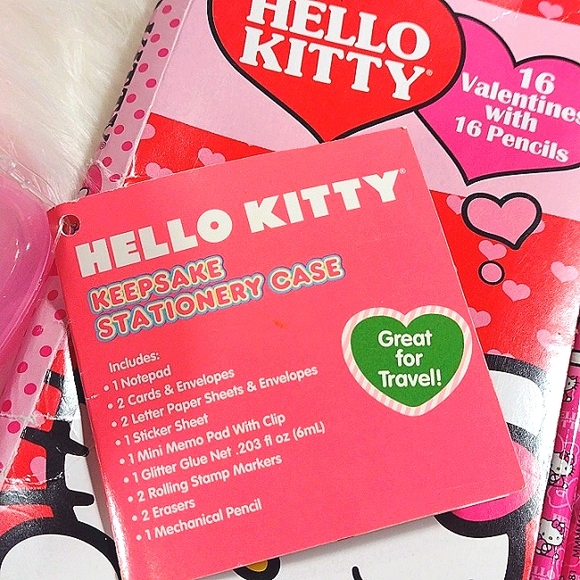 HELLO
KITTY®
16
Valentines
with
16 Pencils
HELLO KITTY®
KEEPSAKE
STATIONERY CASE
Includes:
• 1 Notepad
• 2 Cards & Envelopes
• 2 Letter Paper Sheets & Envelopes
• 1 Sticker Sheet
• 1 Mini Memo Pad With Clip
• 1 Glitter Glue Net .203 fl oz (6mL)
• 2 Rolling Stamp Markers
• 2 Erasers
• 1 Mechanical Pencil
Great
for
Travel!